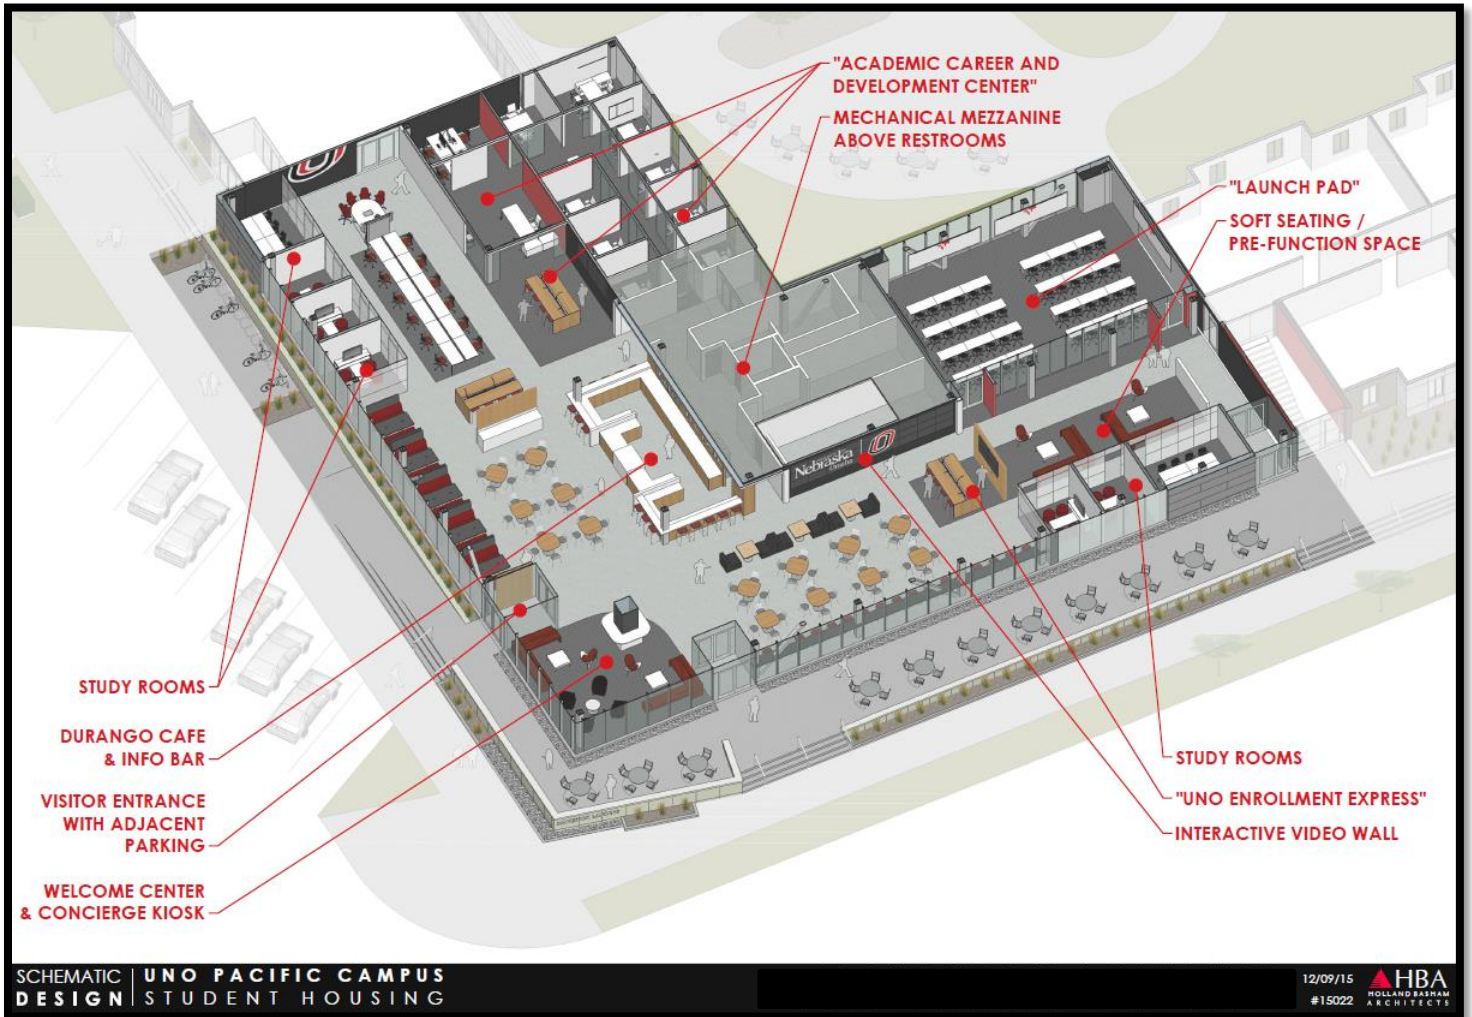 "ACADEMIC CAREER AND
DEVELOPMENT CENTER"
MECHANICAL MEZZANINE
ABOVE RESTROOMS
"LAUNCH PAD"
SOFT SEATING /
PRE-FUNCTION SPACE
Nebraska
Omaha
STUDY ROOMS
DURANGO CAFE
& INFO BAR
VISITOR ENTRANCE
WITH ADJACENT
PARKING
WELCOME CENTER
& CONCIERGE KIOSK
STUDY ROOMS
"UNO ENROLLMENT EXPRESS"
INTERACTIVE VIDEO WALL
SCHEMATIC
DESIGN
UNO PACIFIC CAMPUS
STUDENT HOUSING
12/09/15
#15022
HBA
HOLLAND BASHAM
ARCHITECTS